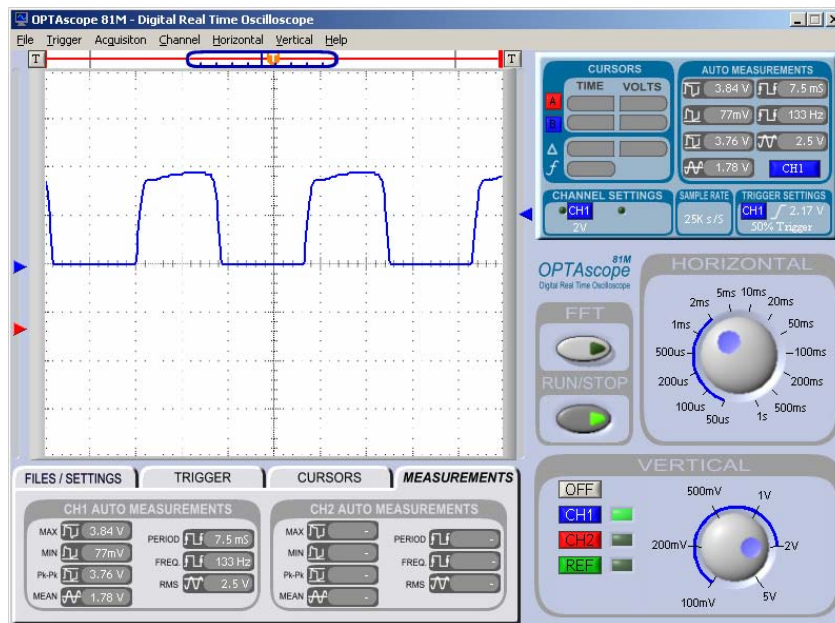 OPTAscope 81M - Digital Real Time Oscilloscope
File Trigger Acquisiton Channel Horizontal Vertical Help
T T T
CURSORS
TIME VOLTS
A
B
Δ
f
AUTO MEASUREMENTS
3.84 V 7.5 mS
77mV 133 Hz
3.76 V 2.5 V
1.78 V CH1
CHANNEL SETTINGS
CH1
2V
SAMPLE RATE
25K s/S
TRIGGER SETTINGS
CH1 2.17 V
50% Trigger
81M
OPTAscope
Digital Real Time Oscilloscope
FFT
RUN/STOP
HORIZONTAL
5ms 10ms
2ms 20ms
1ms 50ms
500us 100ms
200us 200ms
100us 500ms
50us 1s
FILES / SETTINGS TRIGGER CURSORS MEASUREMENTS
CH1 AUTO MEASUREMENTS
MAX 3.84 V PERIOD 7.5 mS
MIN 77mV FREQ. 133 Hz
Pk-Pk 3.76 V RMS 2.5 V
MEAN 1.78 V
CH2 AUTO MEASUREMENTS
MAX - PERIOD -
MIN - FREQ. -
Pk-Pk - RMS -
MEAN -
VERTICAL
OFF
CH1
CH2
REF
500mV 1V
200mV 2V
100mV 5V